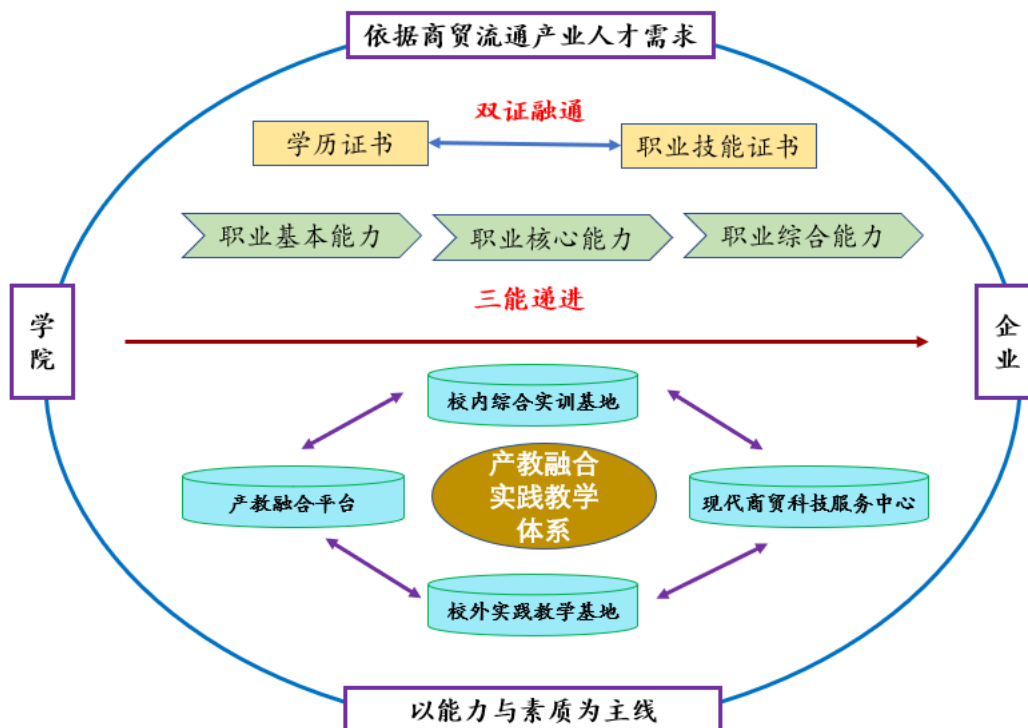 依据商贸流通产业人才需求
双证融通
学历证书
职业技能证书
职业基本能力
职业核心能力
职业综合能力
三能递进
学
院
企
业
校内综合实训基地
产教融合平台
产教融合
实践教学
体系
现代商贸科技服务中心
校外实践教学基地
以能力与素质为主线